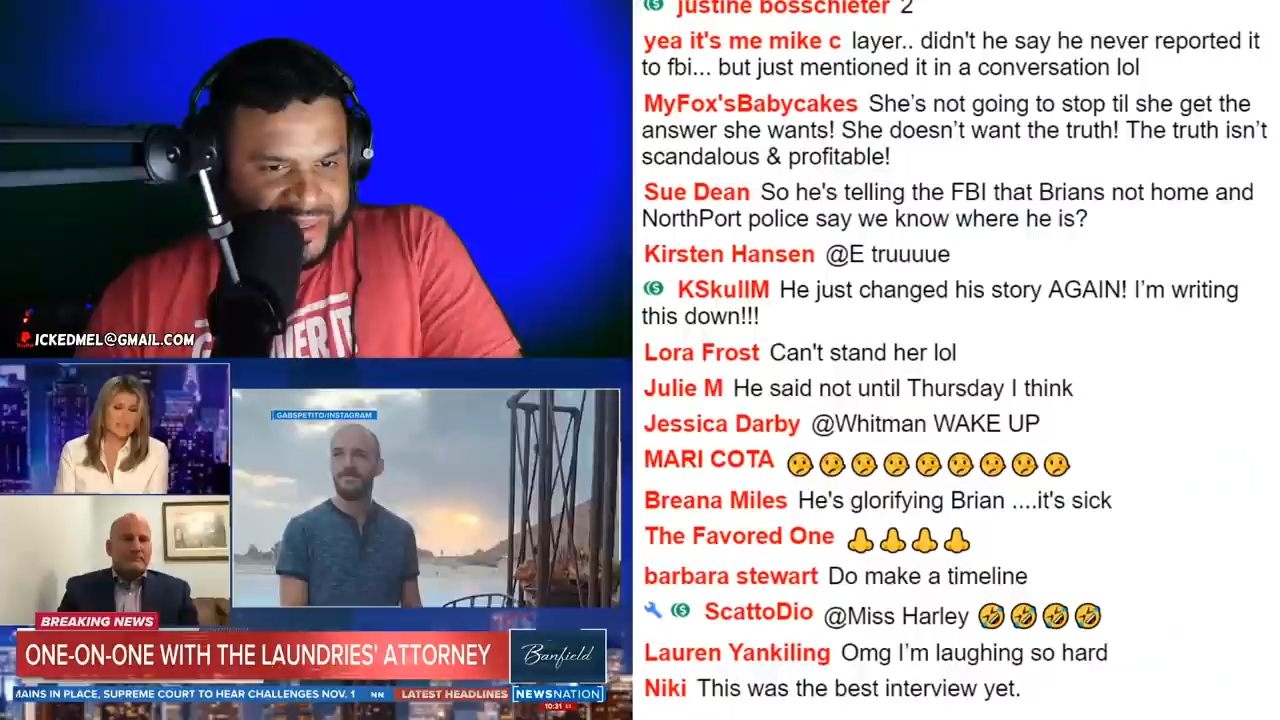 justine bosschieter 2
yea it's me mike c layer.. didn't he say he never reported it
to fbi... but just mentioned it in a conversation lol
MyFox'sBabycakes She's not going to stop til she get the
answer she wants! She doesn't want the truth! The truth isn't
scandalous & profitable!
Sue Dean So he's telling the FBI that Brians not home and
NorthPort police say we know where he is?
Kirsten Hansen @E truuuue
KSkullM He just changed his story AGAIN! I'm writing
this down!!!
Lora Frost Can't stand her lol
Julie M He said not until Thursday I think
Jessica Darby @Whitman WAKE UP
MARI COTA
Breana Miles He's glorifying Brian ....it's sick
The Favored One
barbara stewart Do make a timeline
ScattoDio @Miss Harley
Lauren Yankiling Omg I'm laughing so hard
Niki This was the best interview yet.
ICKEDMEL@GMAIL.COM
GABSPETITO/INSTAGRAM
BREAKING NEWS
ONE-ON-ONE WITH THE LAUNDRIES' ATTORNEY
Banfield
AINS IN PLACE, SUPREME COURT TO HEAR CHALLENGES NOV. 1 NN LATEST HEADLINES
NEWSNATION
10:31